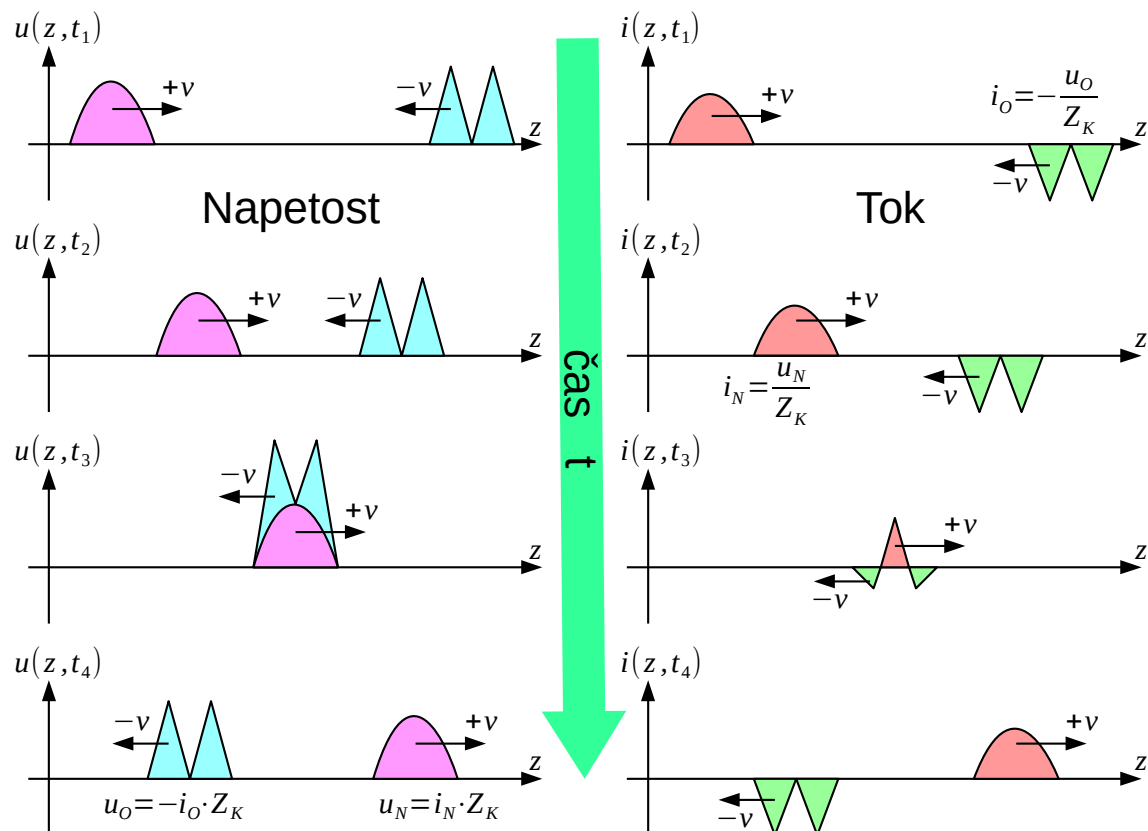 u(z,t₁)
+v
−v
z
i(z,t₁)
+v
i_O=−u_O/Z_K
−v
z
Napetost
Tok
u(z,t₂)
+v
−v
z
i(z,t₂)
+v
i_N=u_N/Z_K
−v
z
čas t
u(z,t₃)
−v
+v
z
i(z,t₃)
+v
−v
z
u(z,t₄)
−v
+v
z
u_O=−i_O·Z_K
u_N=i_N·Z_K
i(z,t₄)
+v
−v
z